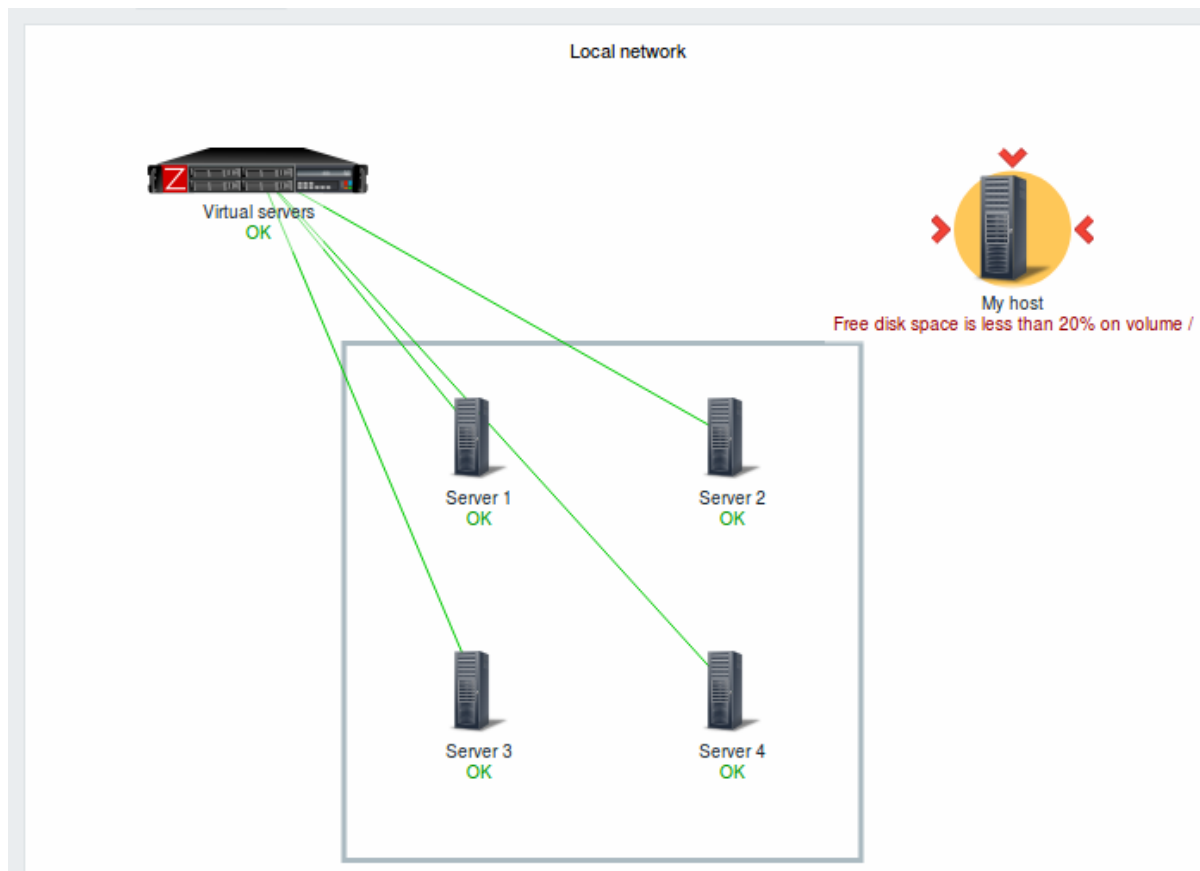 Local network
Z
Virtual servers
OK
My host
Free disk space is less than 20% on volume /
Server 1
OK
Server 2
OK
Server 3
OK
Server 4
OK